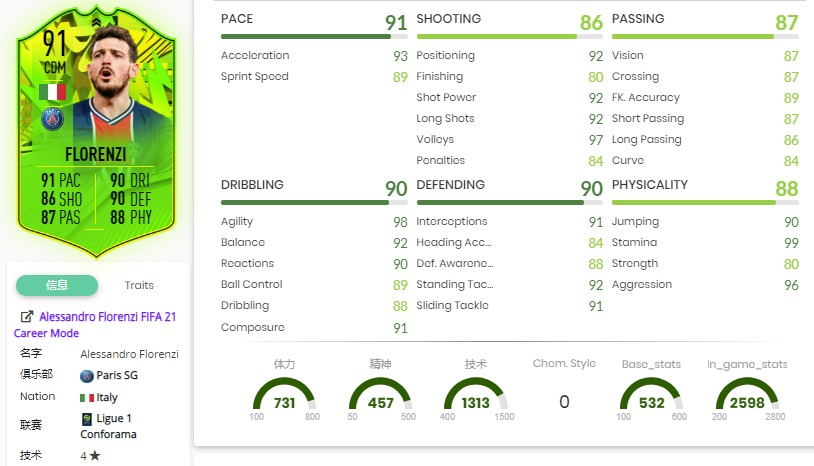 91
CDM
FLORENZI
91 PAC 90 DRI
86 SHO 90 DEF
87 PAS 88 PHY
信息 Traits
Alessandro Florenzi FIFA 21
Career Mode
名字 Alessandro Florenzi
俱乐部 Paris SG
Nation Italy
联赛 Ligue 1
Conforama
技术 4 ★
PACE 91
Acceleration 93
Sprint Speed 89
SHOOTING 86
Positioning 92
Finishing 80
Shot Power 92
Long Shots 92
Volleys 97
Penalties 84
PASSING 87
Vision 87
Crossing 87
FK. Accuracy 89
Short Passing 87
Long Passing 86
Curve 84
DRIBBLING 90
Agility 98
Balance 92
Reactions 90
Ball Control 89
Dribbling 88
Composure 91
DEFENDING 90
Interceptions 91
Heading Acc... 84
Def. Awarene... 88
Standing Tac... 92
Sliding Tackle 91
PHYSICALITY 88
Jumping 90
Stamina 99
Strength 80
Aggression 96
体力
731
100 800
精神
457
50 500
技术
1313
400 1500
Chem. Style
0
Base_stats
532
100 600
In_game_stats
2598
200 2800